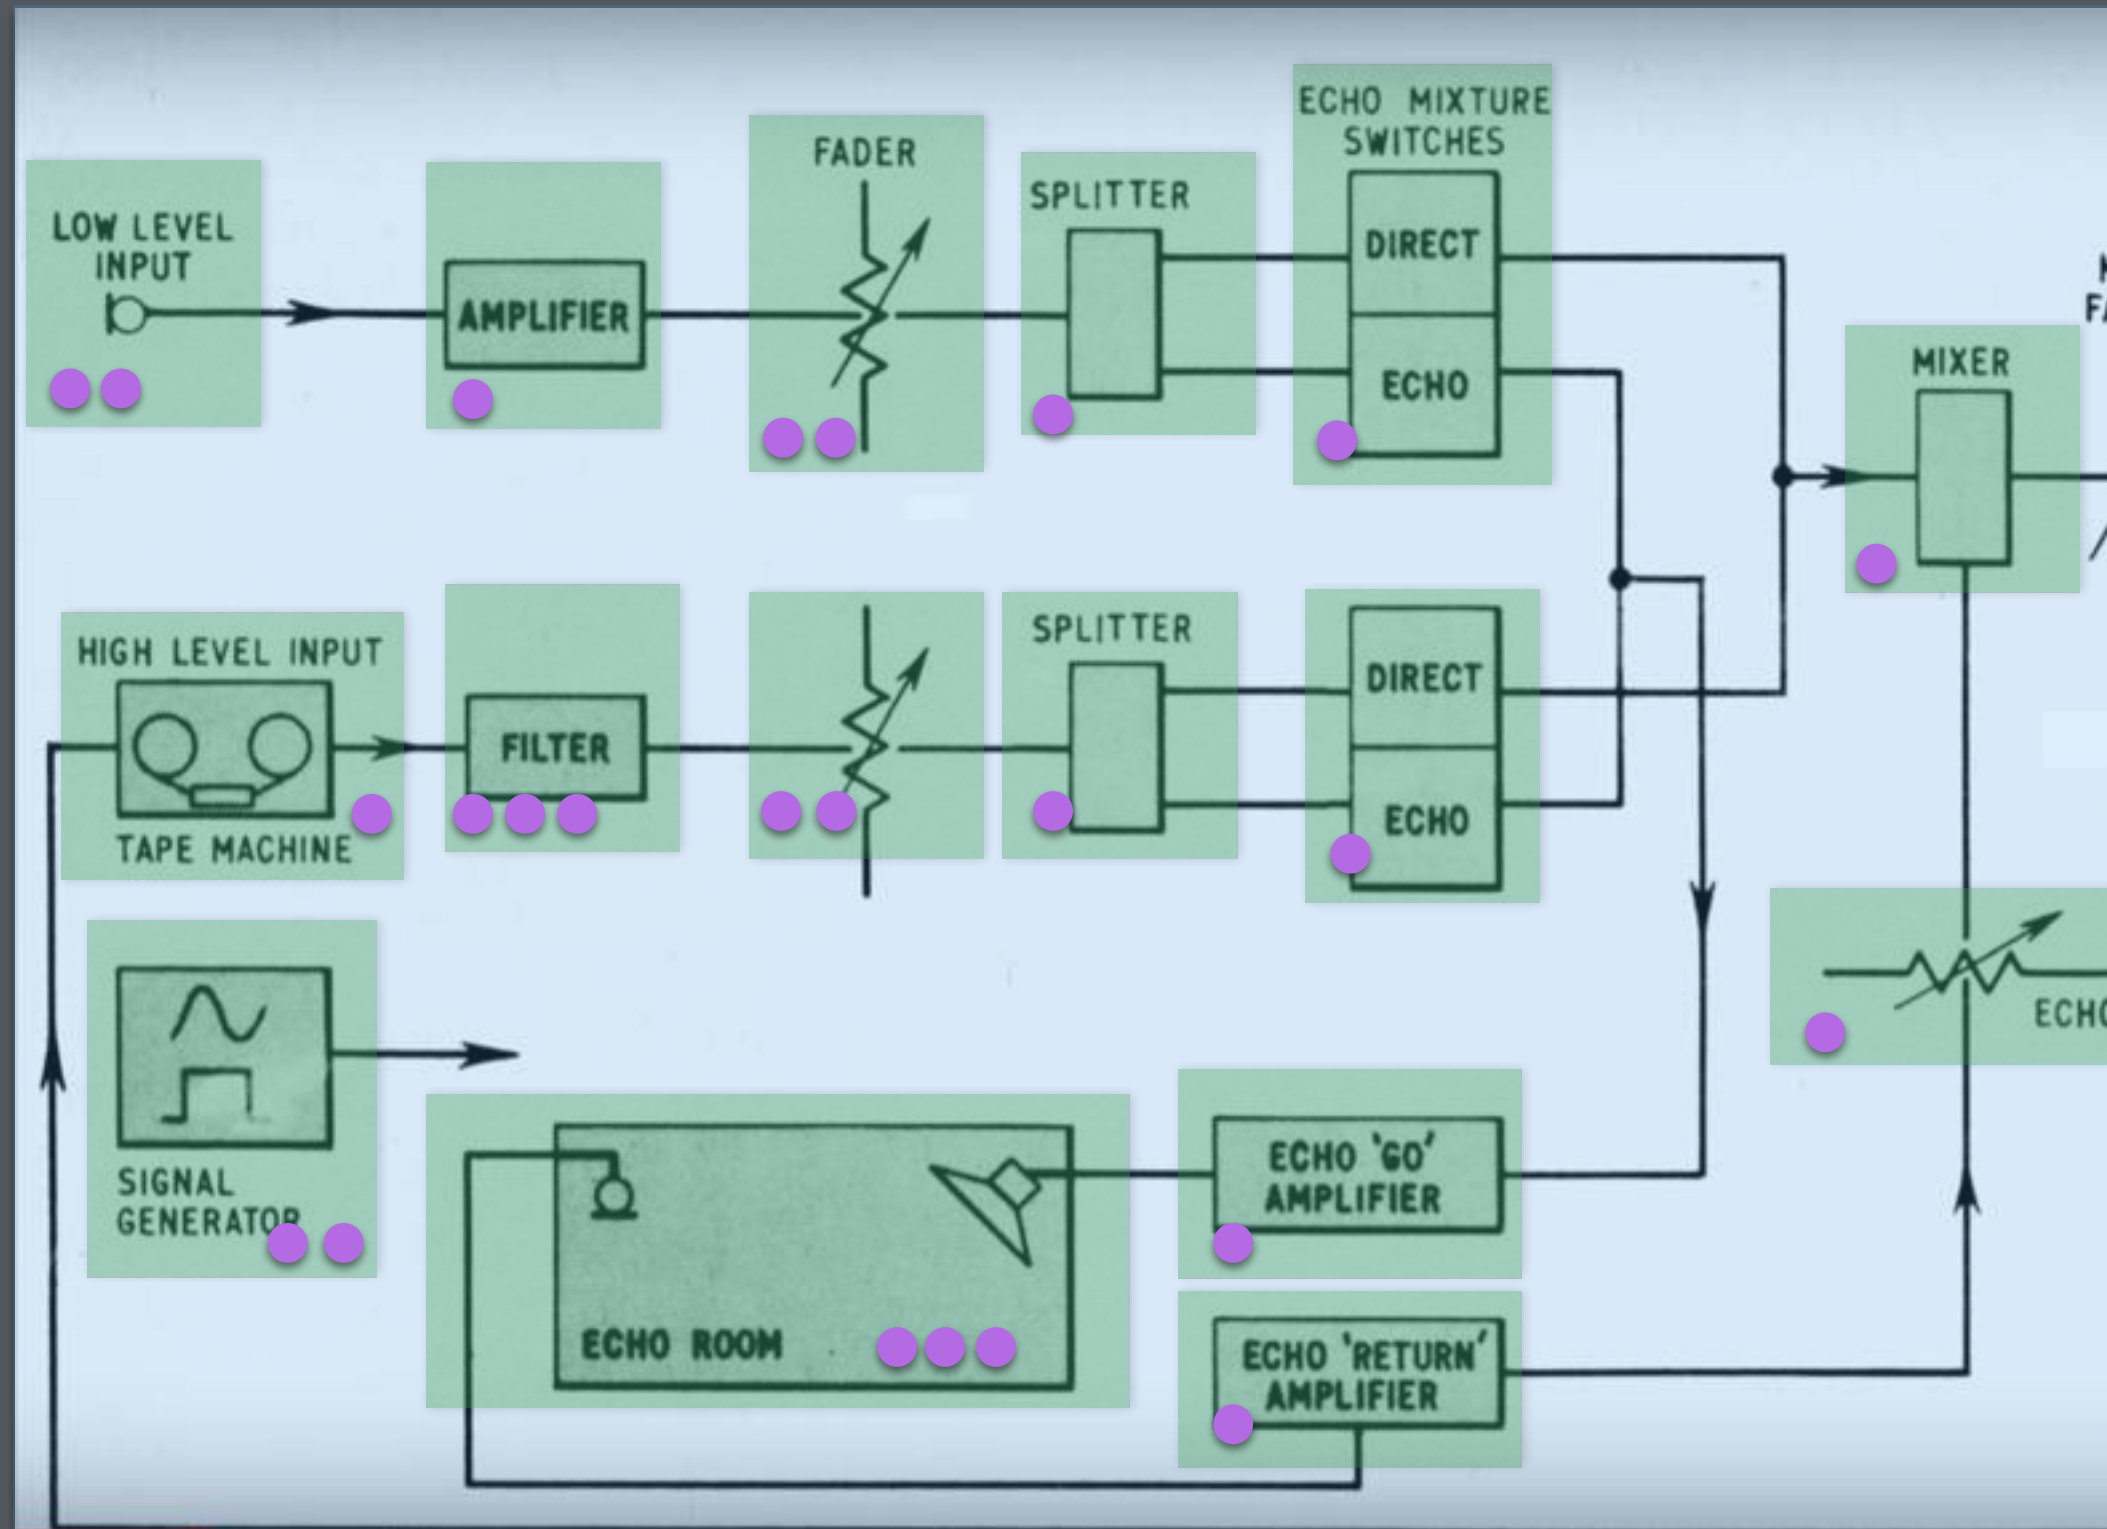 ECHO MIXTURE
SWITCHES
FADER
SPLITTER
LOW LEVEL
INPUT
DIRECT
AMPLIFIER
ECHO
MIXER
HIGH LEVEL INPUT
SPLITTER
DIRECT
FILTER
ECHO
TAPE MACHINE
ECHO
SIGNAL
GENERATOR
ECHO 'GO'
AMPLIFIER
ECHO ROOM
ECHO 'RETURN'
AMPLIFIER